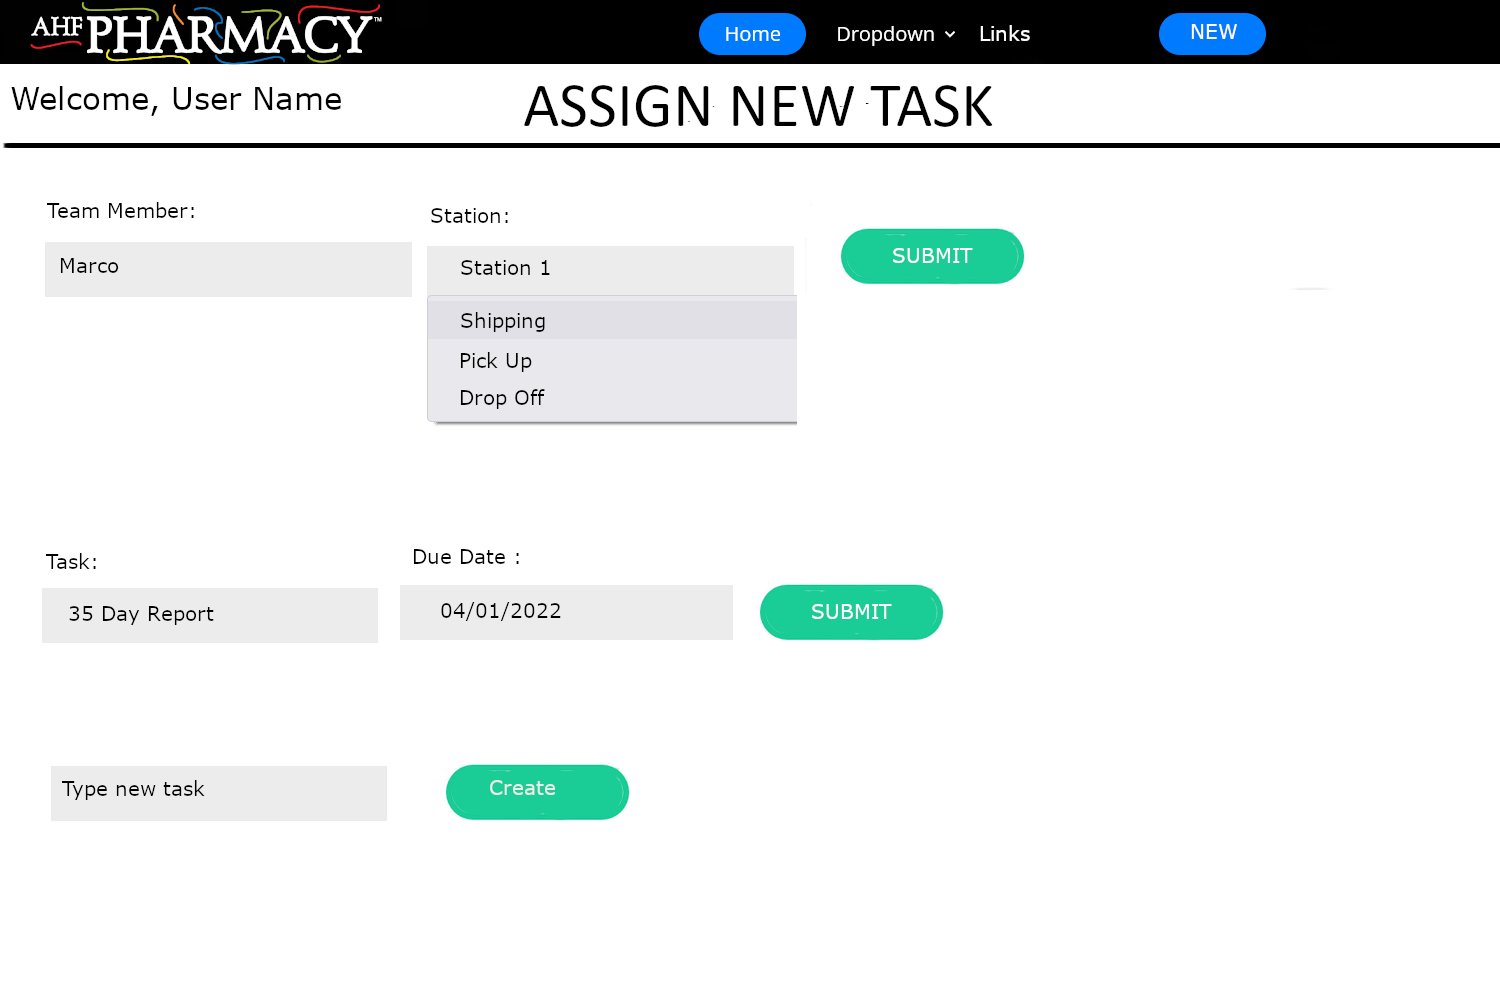 AHF PHARMACY™
Home Dropdown Links NEW
Welcome, User Name
ASSIGN NEW TASK
Team Member:
Station:
Marco
Station 1
SUBMIT
Shipping
Pick Up
Drop Off
Task:
Due Date :
35 Day Report
04/01/2022
SUBMIT
Type new task
Create